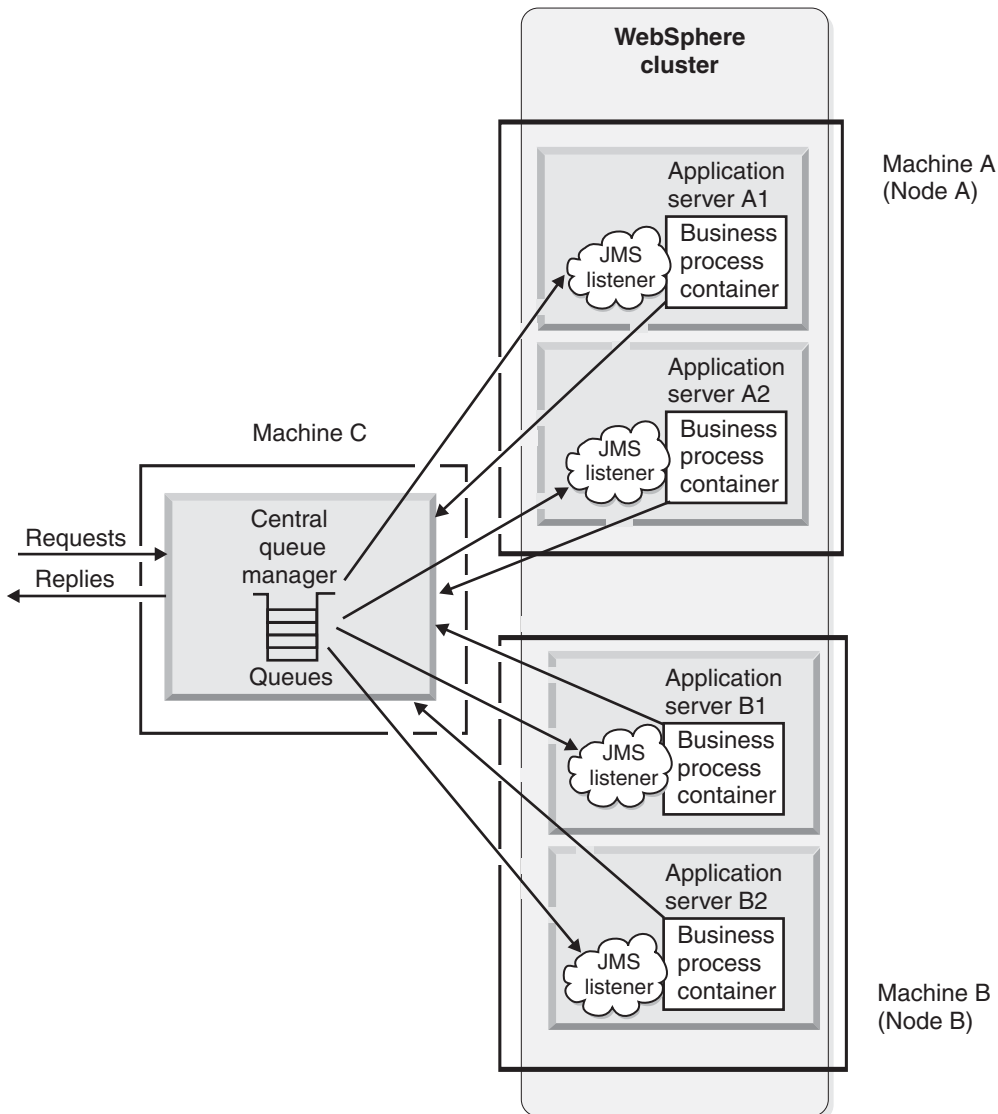 WebSphere
cluster
Machine A
(Node A)
Application
server A1
Business
process
container
JMS
listener
Application
server A2
Business
process
container
JMS
listener
Machine C
Requests
Replies
Central
queue
manager
Queues
Application
server B1
Business
process
container
JMS
listener
Application
server B2
Business
process
container
JMS
listener
Machine B
(Node B)